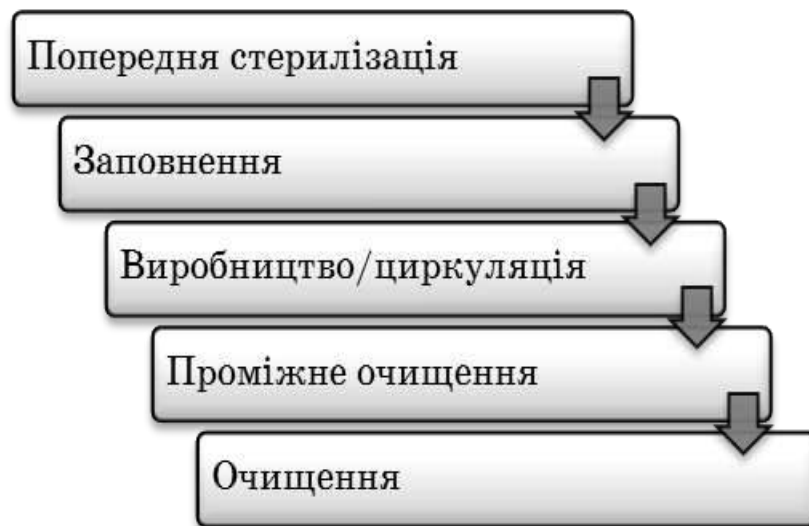 Попередня стерилізація
Заповнення
Виробництво/циркуляція
Проміжне очищення
Очищення